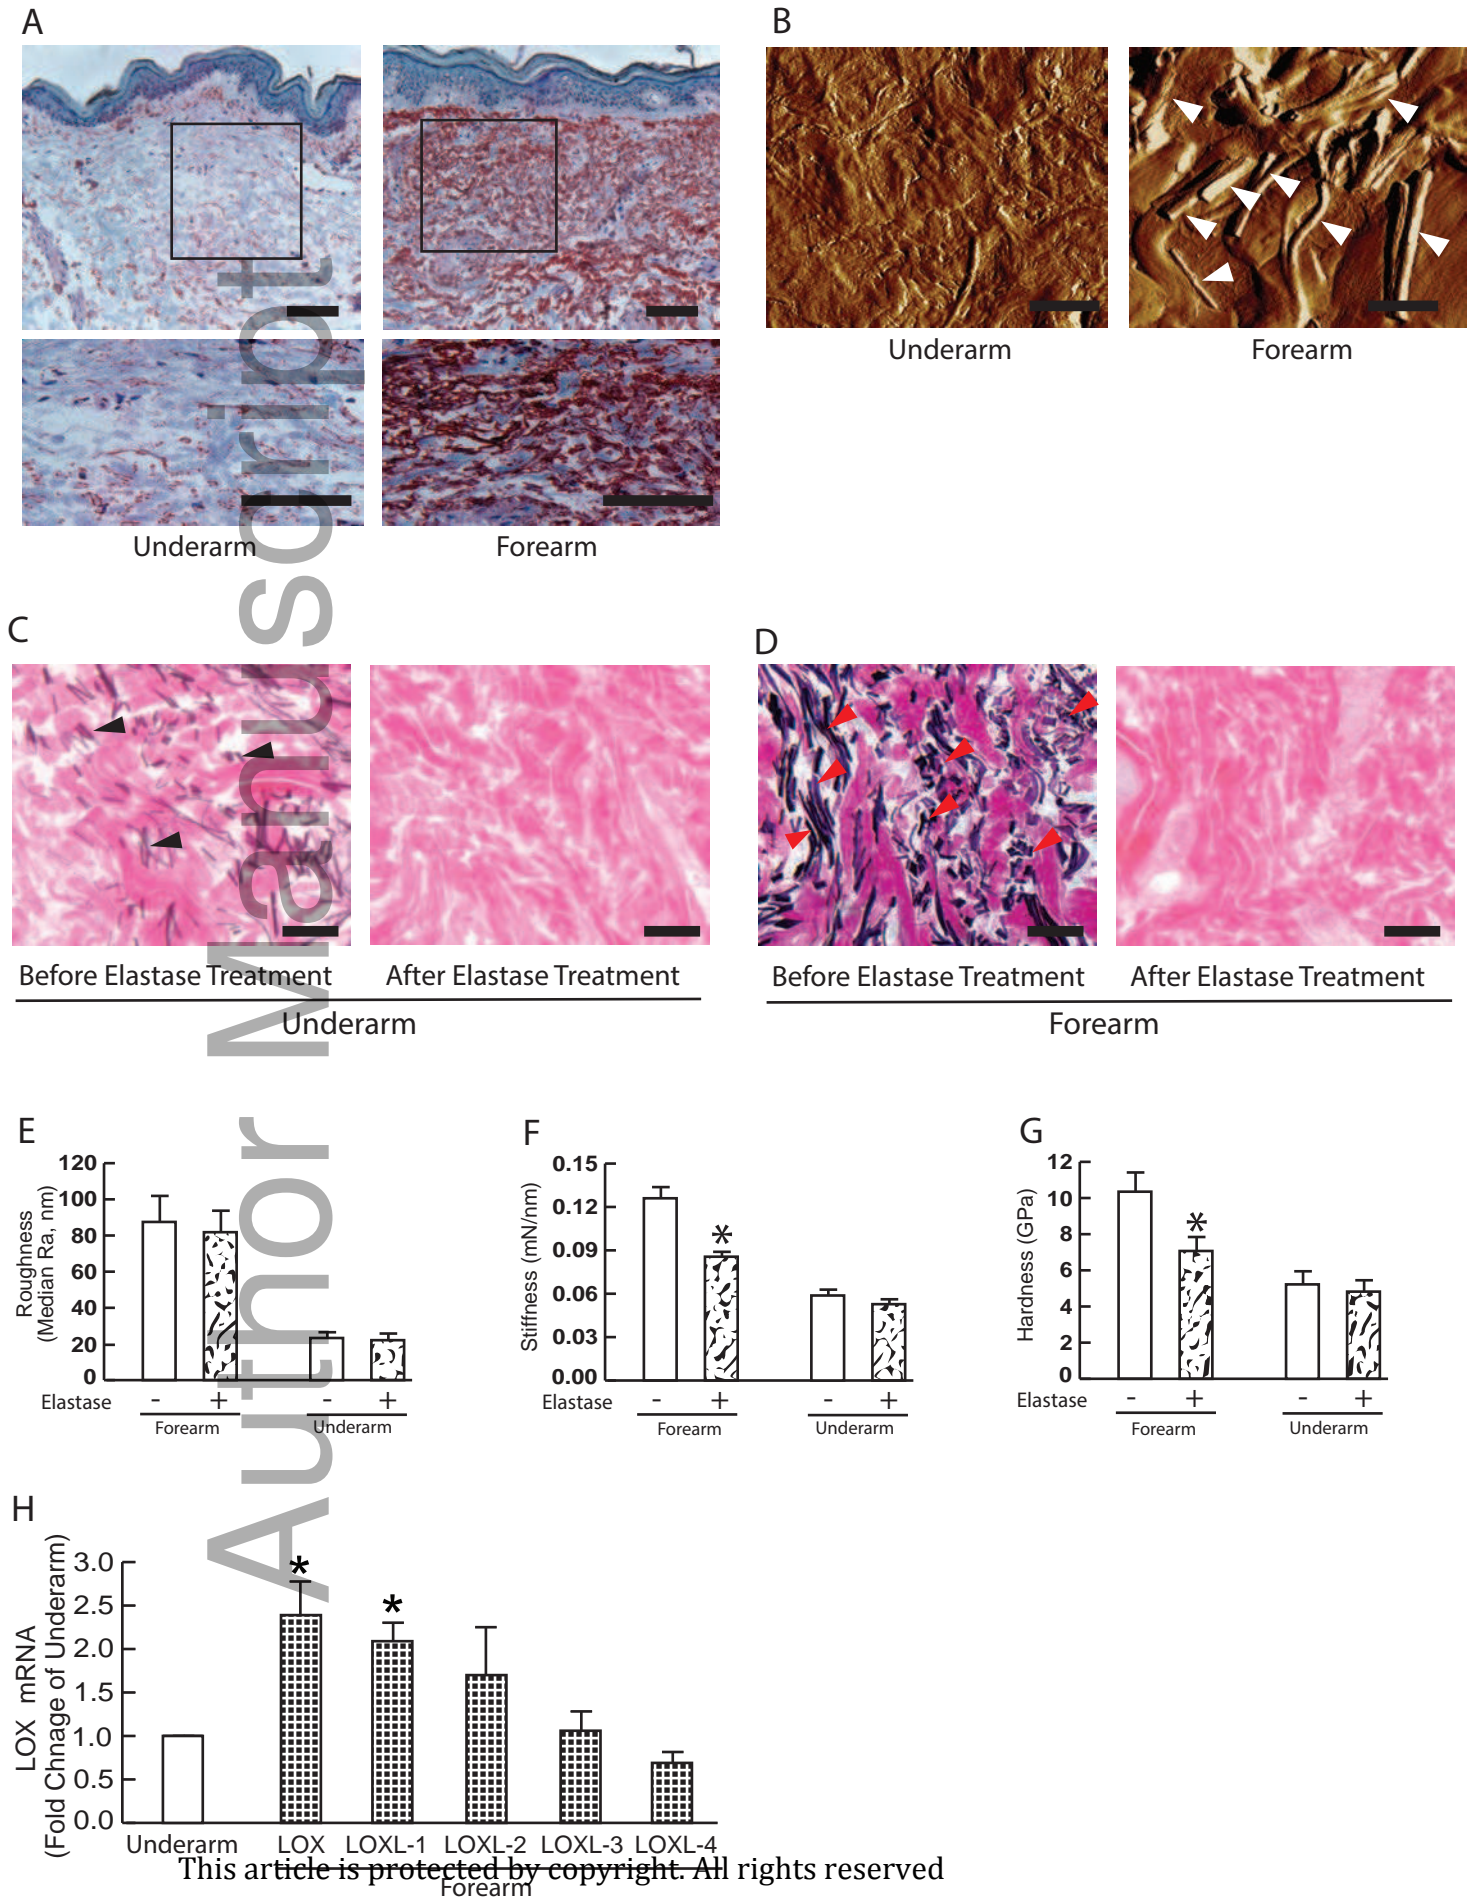 A
B
Underarm
Forearm
Underarm
Forearm
C
D
Before Elastase Treatment
After Elastase Treatment
Underarm
Before Elastase Treatment
After Elastase Treatment
Forearm
E
Roughness
(Median Ra, nm)
120
100
80
60
40
20
0
Elastase
- + - +
Forearm
Underarm
F
Stiffness (mN/nm)
0.15
0.12
0.09
0.06
0.03
0.00
*
Elastase
- + - +
Forearm
Underarm
G
Hardness (GPa)
12
10
8
6
4
2
0
*
Elastase
- + - +
Forearm
Underarm
H
LOX mRNA
(Fold Chnage of Underarm)
3.0
2.5
2.0
1.5
1.0
0.5
0.0
* *
Underarm LOX LOXL-1 LOXL-2 LOXL-3 LOXL-4
Forearm
This article is protected by copyright. All rights reserved
Author Manuscript